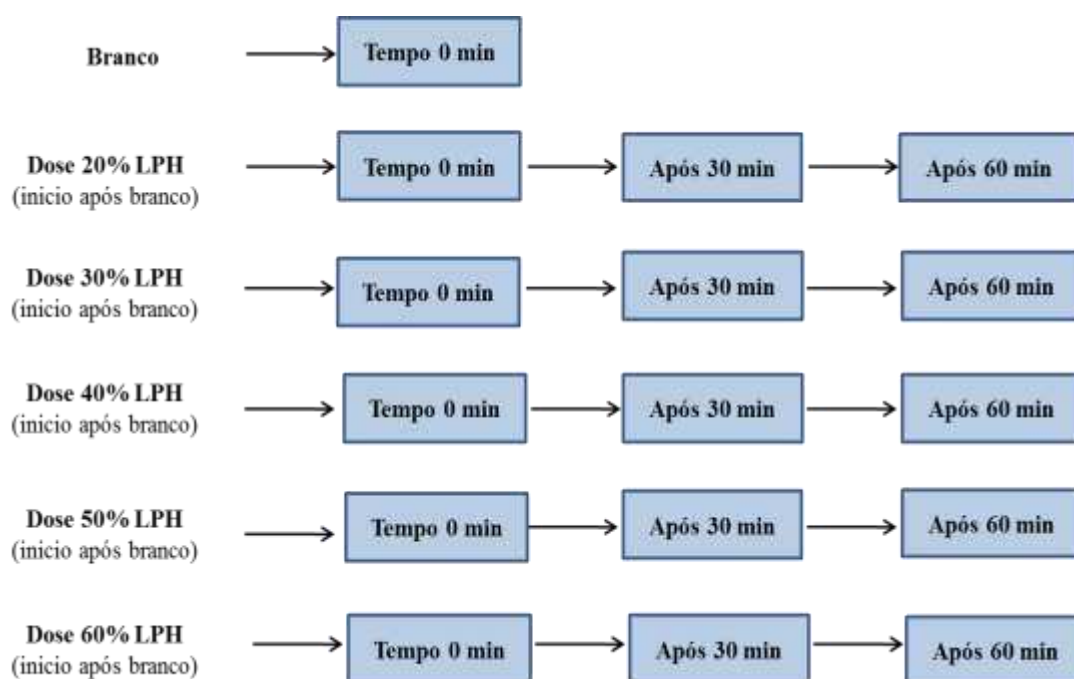 Branco
Tempo 0 min
Dose 20% LPH
(inicio após branco)
Tempo 0 min
Após 30 min
Após 60 min
Dose 30% LPH
(inicio após branco)
Tempo 0 min
Após 30 min
Após 60 min
Dose 40% LPH
(inicio após branco)
Tempo 0 min
Após 30 min
Após 60 min
Dose 50% LPH
(inicio após branco)
Tempo 0 min
Após 30 min
Após 60 min
Dose 60% LPH
(inicio após branco)
Tempo 0 min
Após 30 min
Após 60 min